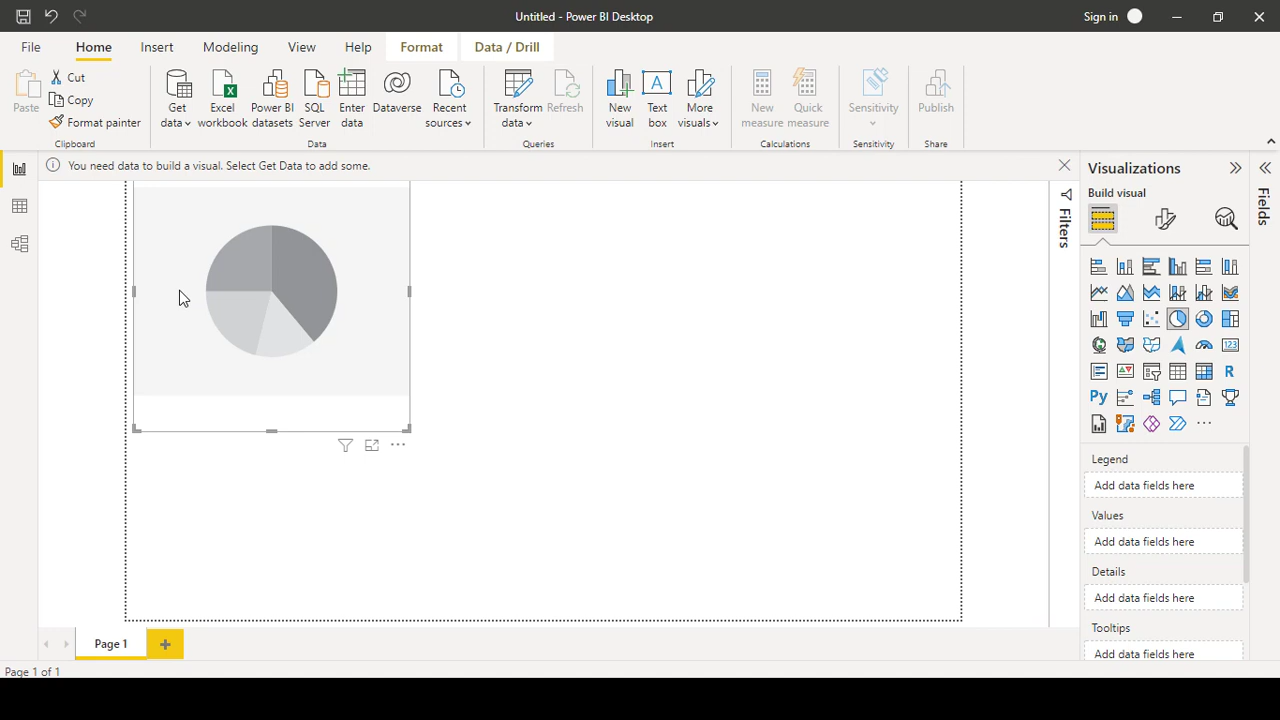 Untitled - Power BI Desktop
Sign in
File Home Insert Modeling View Help Format Data / Drill
Paste
Cut
Copy
Format painter
Clipboard
Get data
Excel workbook
Power BI datasets
SQL Server
Enter data
Dataverse
Recent sources
Data
Transform data
Refresh
Queries
New visual
Text box
More visuals
Insert
New measure
Quick measure
Calculations
Sensitivity
Sensitivity
Publish
Share
You need data to build a visual. Select Get Data to add some.
Filters
Visualizations
Build visual
Fields
123
R
Py
Legend
Add data fields here
Values
Add data fields here
Details
Add data fields here
Tooltips
Add data fields here
Page 1
Page 1 of 1